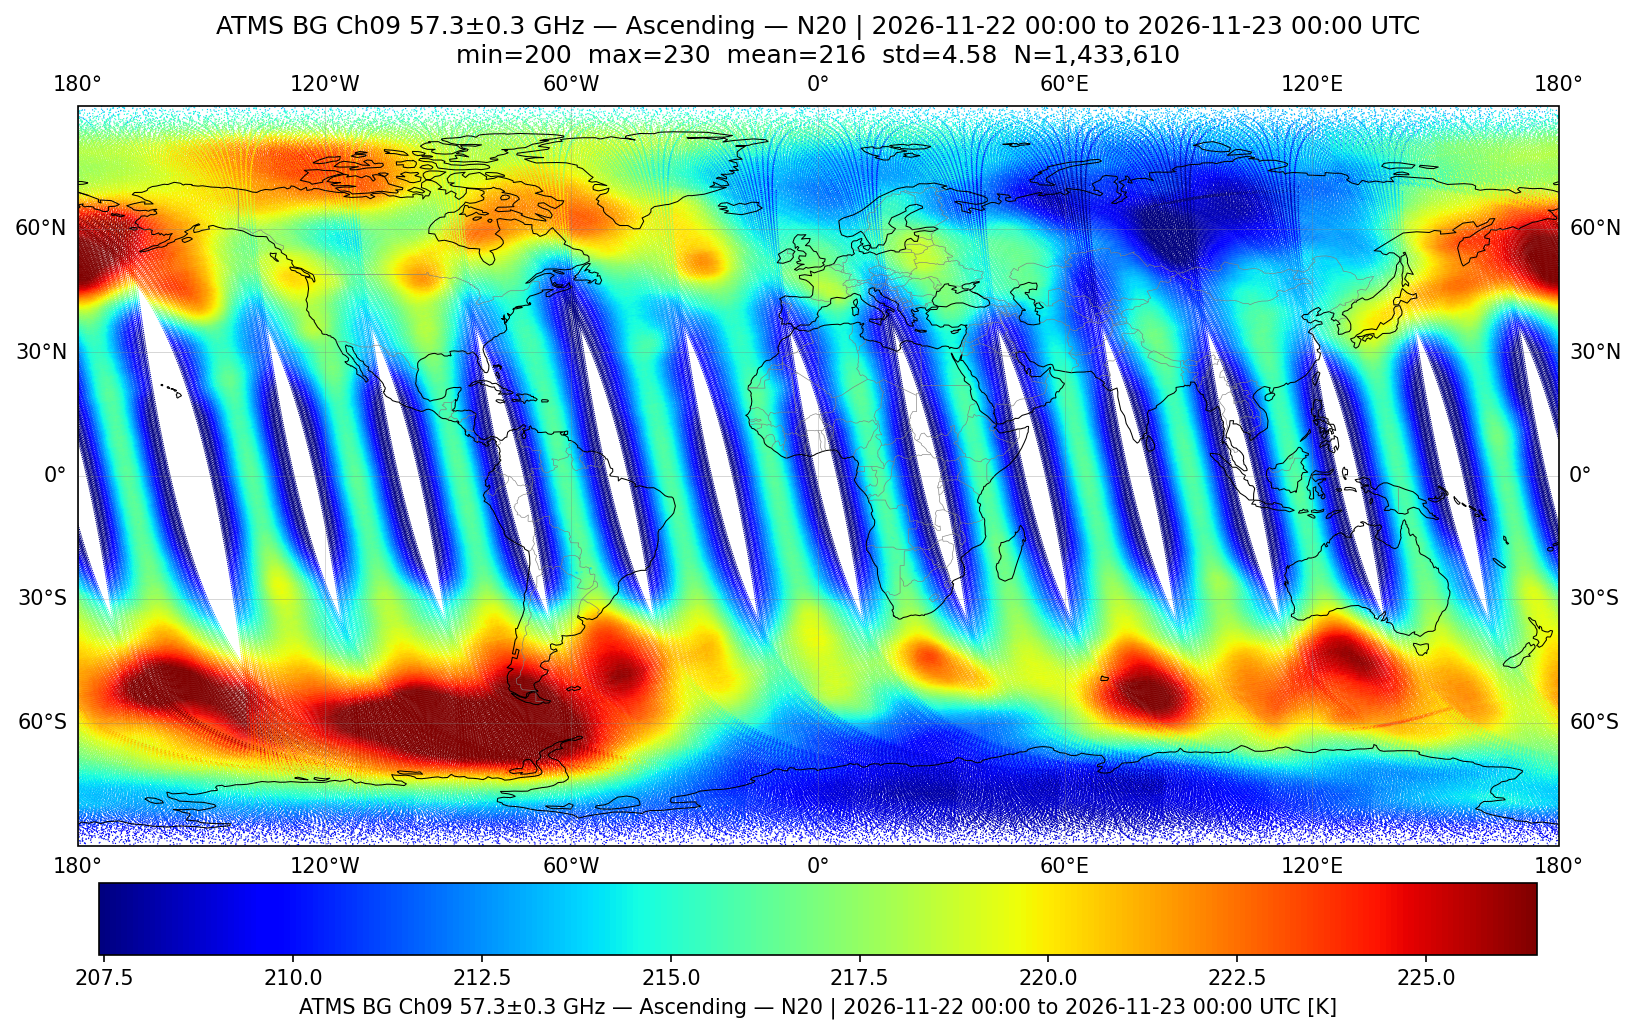 ATMS BG Ch09 57.3±0.3 GHz — Ascending — N20 | 2026-11-22 00:00 to 2026-11-23 00:00 UTC
min=200 max=230 mean=216 std=4.58 N=1,433,610
180° 120°W 60°W 0° 60°E 120°E 180°
60°N 60°N
30°N 30°N
0° 0°
30°S 30°S
60°S 60°S
180° 120°W 60°W 0° 60°E 120°E 180°
207.5 210.0 212.5 215.0 217.5 220.0 222.5 225.0
ATMS BG Ch09 57.3±0.3 GHz — Ascending — N20 | 2026-11-22 00:00 to 2026-11-23 00:00 UTC [K]